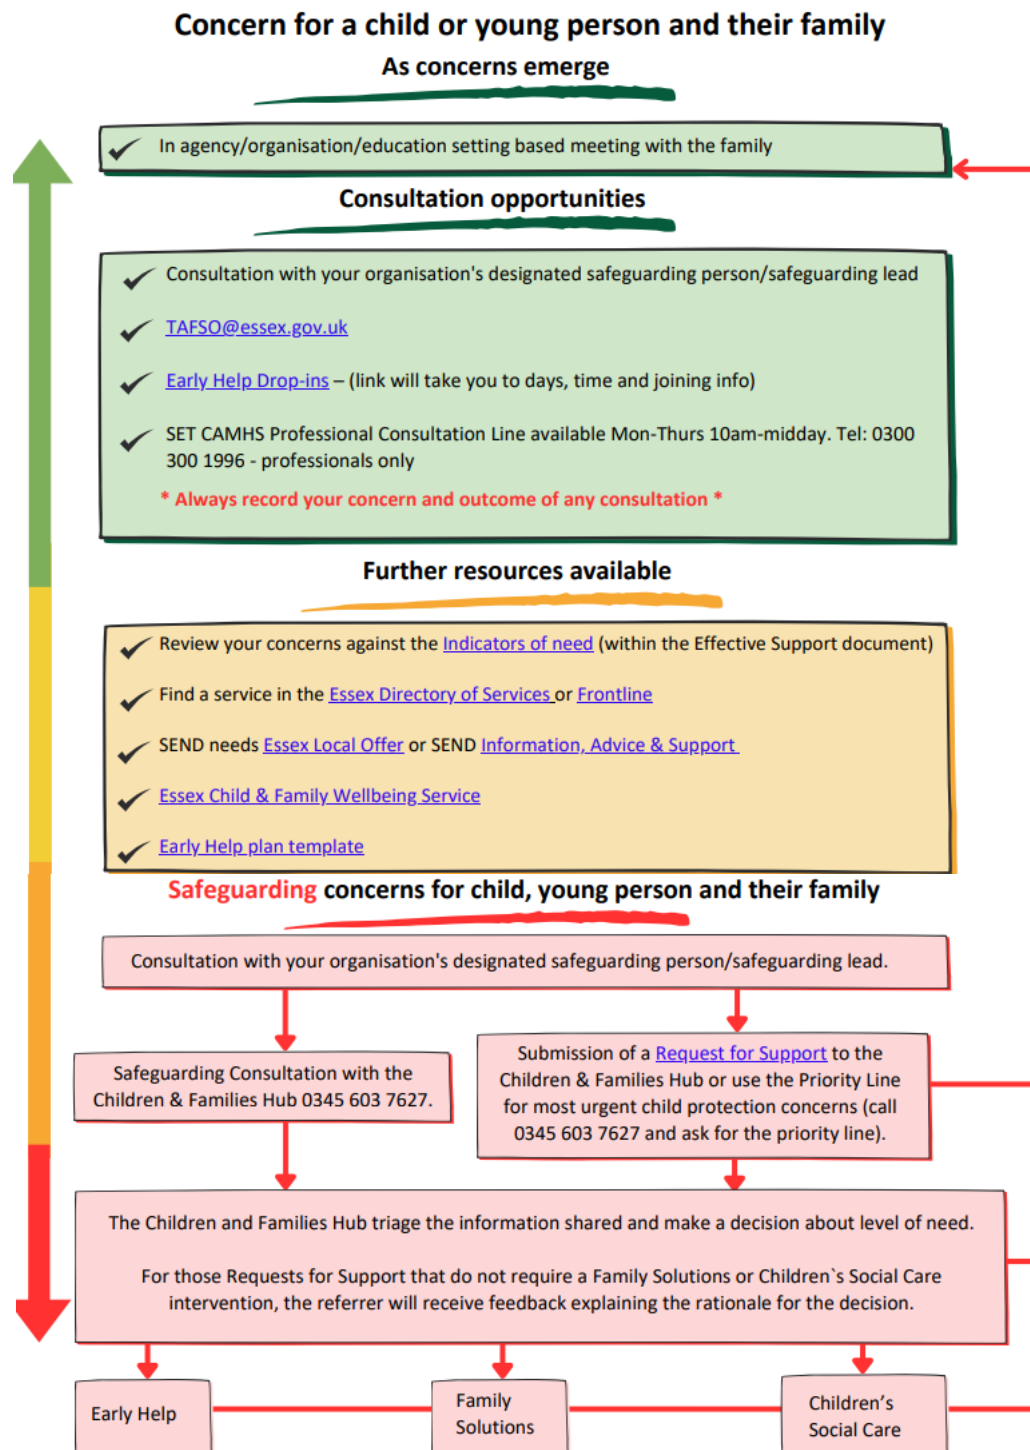 Concern for a child or young person and their family
As concerns emerge
In agency/organisation/education setting based meeting with the family
Consultation opportunities
Consultation with your organisation's designated safeguarding person/safeguarding lead
TAFSO@essex.gov.uk
Early Help Drop-ins – (link will take you to days, time and joining info)
SET CAMHS Professional Consultation Line available Mon-Thurs 10am-midday. Tel: 0300
300 1996 - professionals only
* Always record your concern and outcome of any consultation *
Further resources available
Review your concerns against the Indicators of need (within the Effective Support document)
Find a service in the Essex Directory of Services or Frontline
SEND needs Essex Local Offer or SEND Information, Advice & Support
Essex Child & Family Wellbeing Service
Early Help plan template
Safeguarding concerns for child, young person and their family
Consultation with your organisation's designated safeguarding person/safeguarding lead.
Safeguarding Consultation with the
Children & Families Hub 0345 603 7627.
Submission of a Request for Support to the
Children & Families Hub or use the Priority Line
for most urgent child protection concerns (call
0345 603 7627 and ask for the priority line).
The Children and Families Hub triage the information shared and make a decision about level of need.
For those Requests for Support that do not require a Family Solutions or Children`s Social Care
intervention, the referrer will receive feedback explaining the rationale for the decision.
Early Help
Family
Solutions
Children’s
Social Care